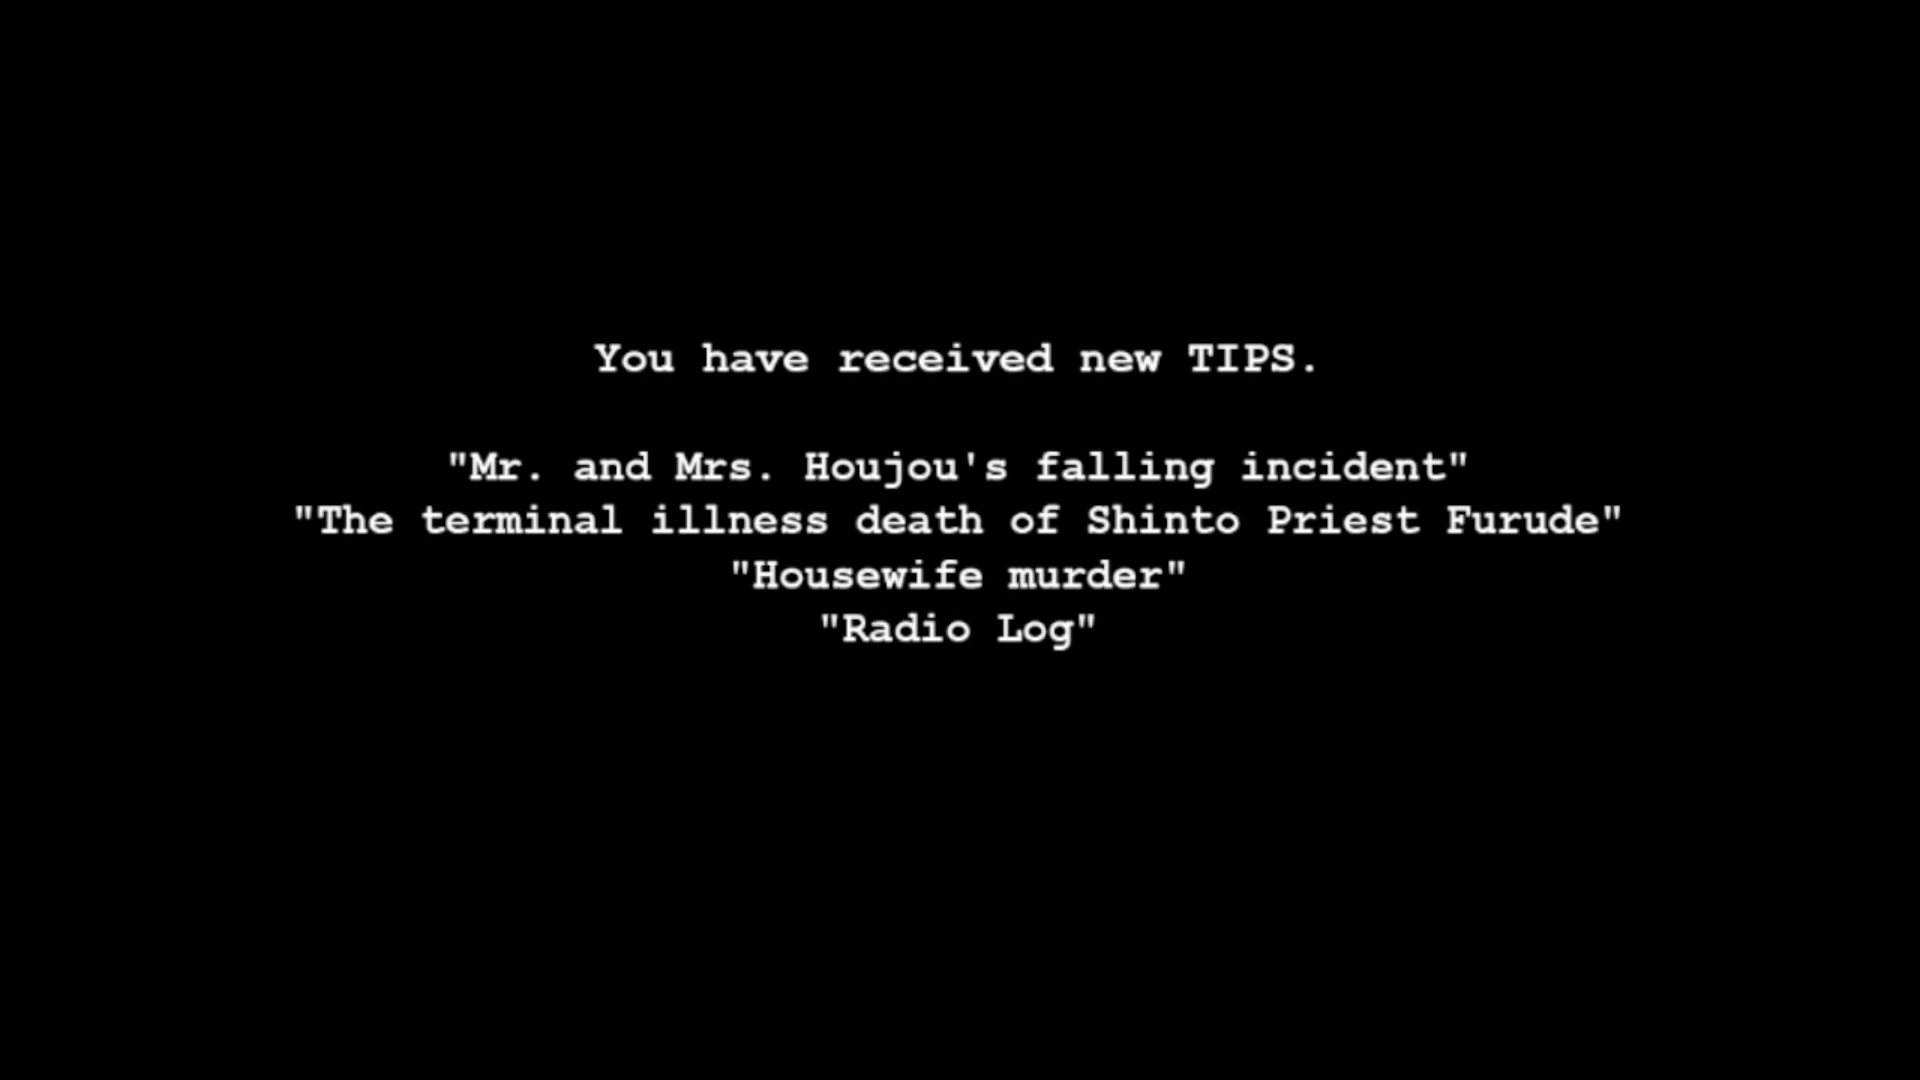 You have received new TIPS.
"Mr. and Mrs. Houjou's falling incident"
"The terminal illness death of Shinto Priest Furude"
"Housewife murder"
"Radio Log"